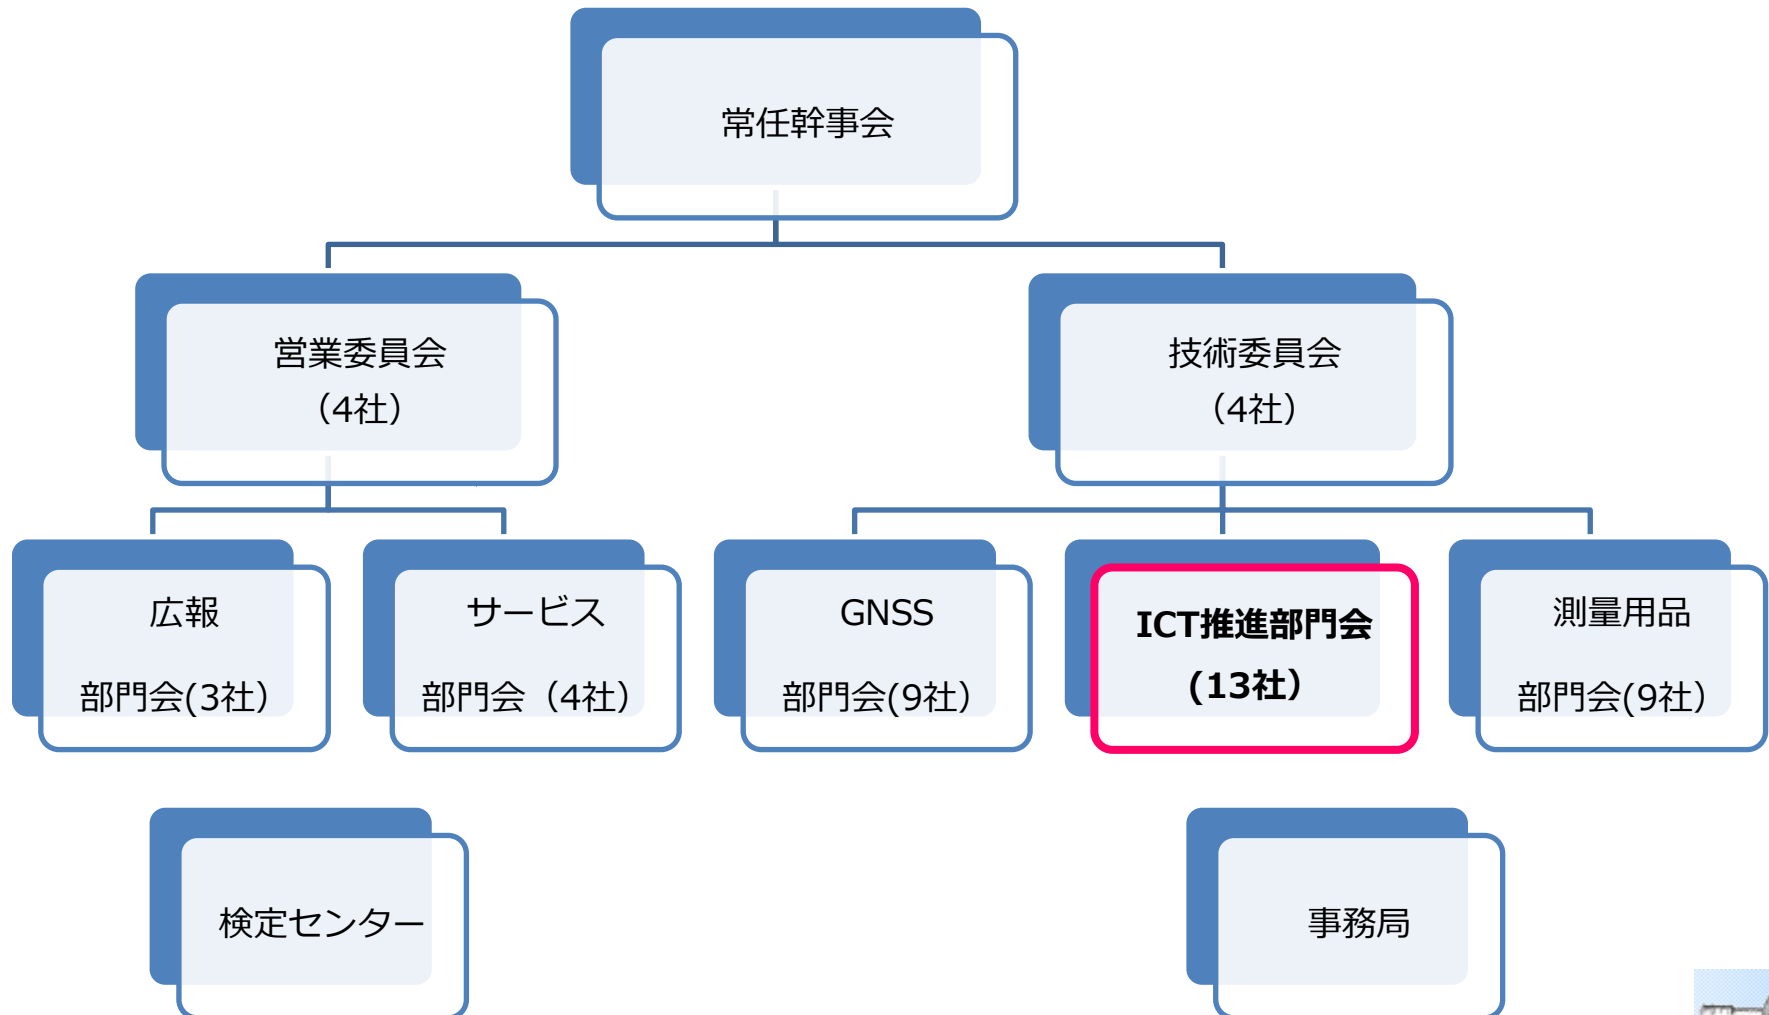 常任幹事会
営業委員会
（4社）
技術委員会
（4社）
広報
部門会(3社）
サービス
部門会（4社）
GNSS
部門会(9社）
ICT推進部門会
(13社）
測量用品
部門会(9社）
検定センター
事務局